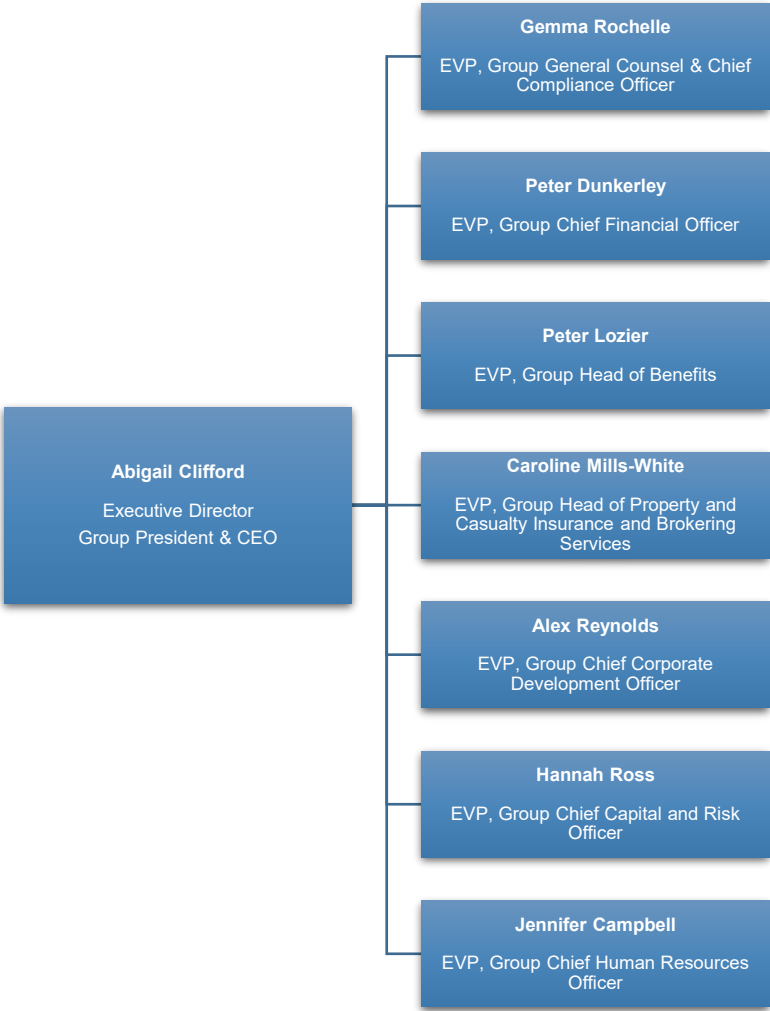 Gemma Rochelle
EVP, Group General Counsel & Chief
Compliance Officer
Peter Dunkerley
EVP, Group Chief Financial Officer
Peter Lozier
EVP, Group Head of Benefits
Abigail Clifford
Executive Director
Group President & CEO
Caroline Mills-White
EVP, Group Head of Property and
Casualty Insurance and Brokering
Services
Alex Reynolds
EVP, Group Chief Corporate
Development Officer
Hannah Ross
EVP, Group Chief Capital and Risk
Officer
Jennifer Campbell
EVP, Group Chief Human Resources
Officer